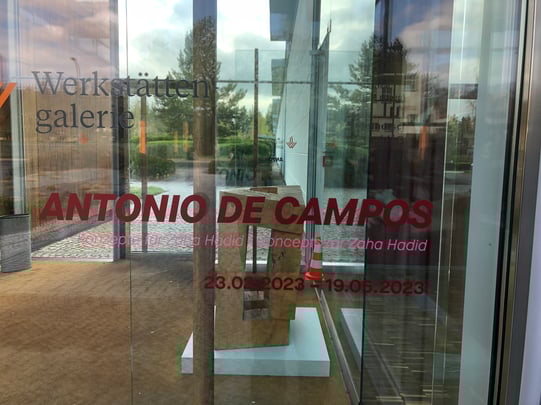 Werkstätten
galerie
ANTONIO DE CAMPOS
Konzepte für Zaha Hadid | Concepts for Zaha Hadid
23.02.2023 – 19.05.2023